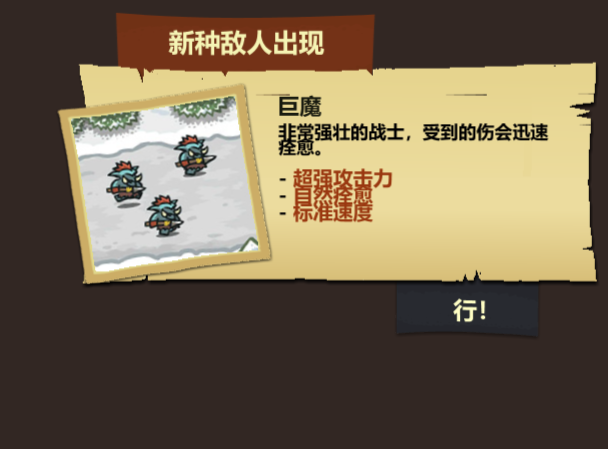 新种敌人出现
巨魔
非常强壮的战士，受到的伤会迅速
痊愈。
- 超强攻击力
- 自然痊愈
- 标准速度
行！